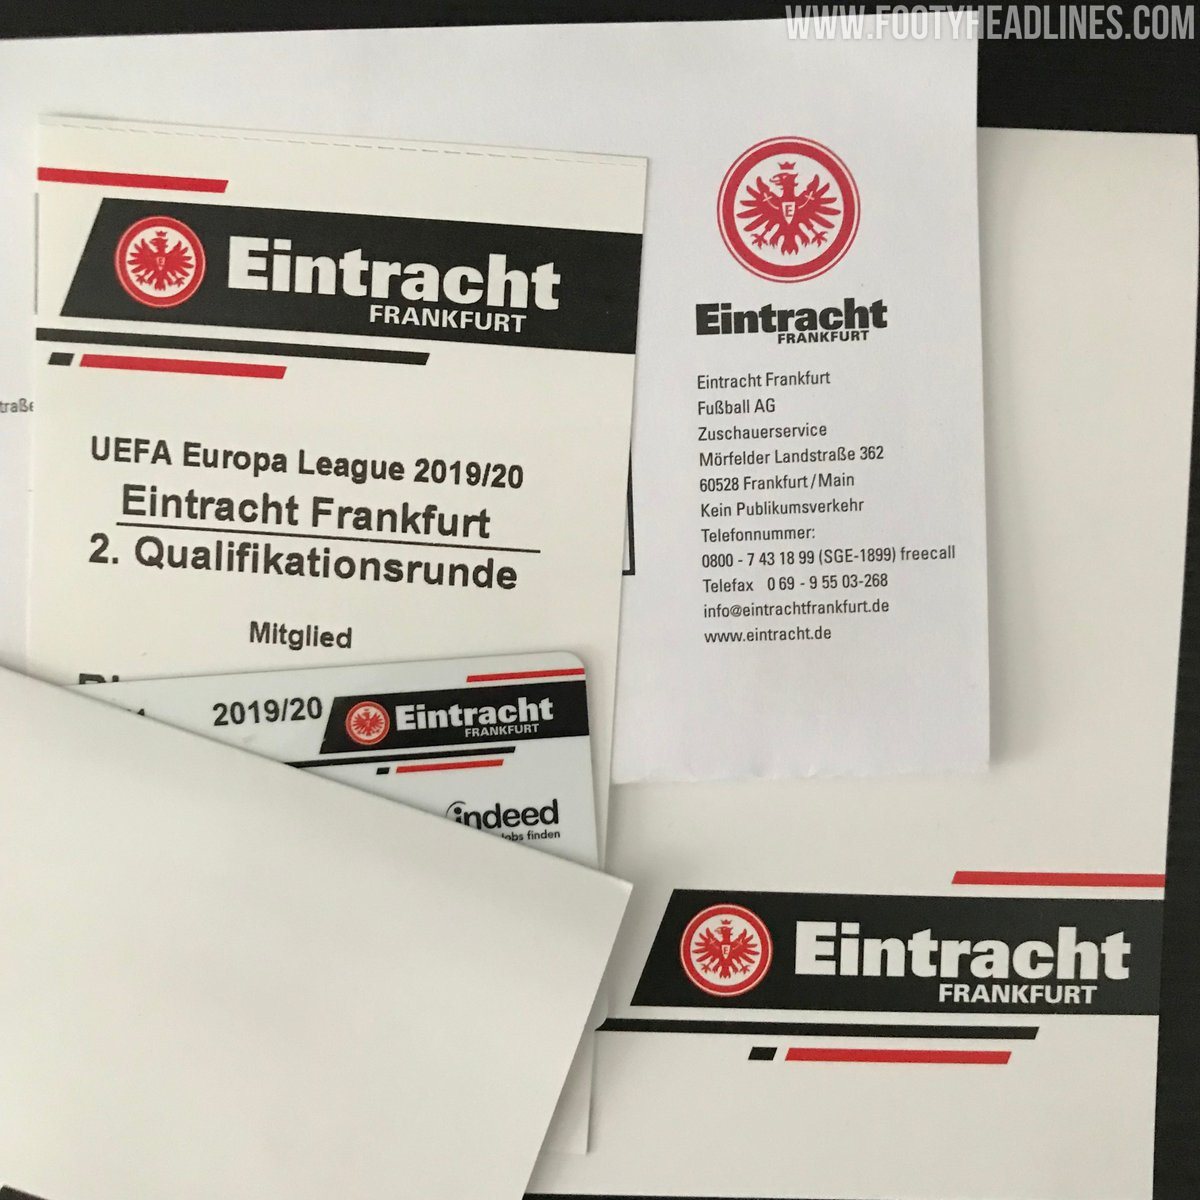 WWW.FOOTYHEADLINES.COM
Eintracht
FRANKFURT
UEFA Europa League 2019/20
Eintracht Frankfurt
2. Qualifikationsrunde
Mitglied
traße
Eintracht
FRANKFURT
Eintracht Frankfurt
Fußball AG
Zuschauerservice
Mörfelder Landstraße 362
60528 Frankfurt/Main
Kein Publikumsverkehr
Telefonnummer:
0800 - 7 43 18 99 (SGE-1899) freecall
Telefax 0 69 - 9 55 03-268
info@eintrachtfrankfurt.de
www.eintracht.de
2019/20
Eintracht
FRANKFURT
indeed
jobs finden
Eintracht
FRANKFURT